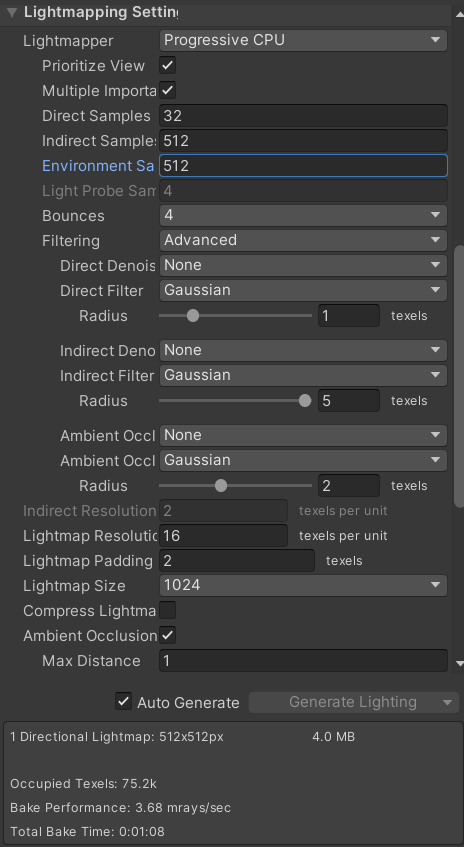 Lightmapping Settin
Lightmapper Progressive CPU
Prioritize View
Multiple Importa
Direct Samples 32
Indirect Samples 512
Environment Sa 512
Light Probe Sam 4
Bounces 4
Filtering Advanced
Direct Denois None
Direct Filter Gaussian
Radius 1 texels
Indirect Deno None
Indirect Filter Gaussian
Radius 5 texels
Ambient Occl None
Ambient Occl Gaussian
Radius 2 texels
Indirect Resolution 2 texels per unit
Lightmap Resolutio 16 texels per unit
Lightmap Padding 2 texels
Lightmap Size 1024
Compress Lightma
Ambient Occlusion
Max Distance 1
Auto Generate Generate Lighting
1 Directional Lightmap: 512x512px 4.0 MB
Occupied Texels: 75.2k
Bake Performance: 3.68 mrays/sec
Total Bake Time: 0:01:08